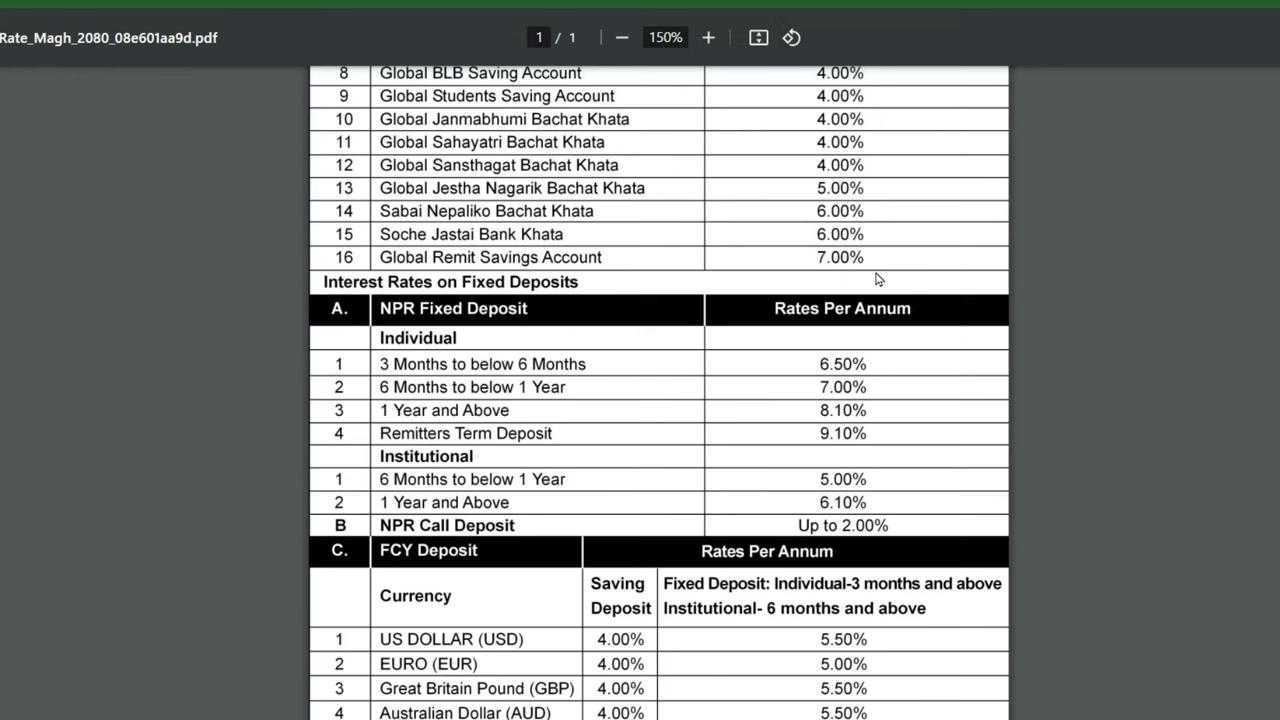 Rate_Magh_2080_08e601aa9d.pdf 1 / 1 150%
8 Global BLB Saving Account 4.00%
9 Global Students Saving Account 4.00%
10 Global Janmabhumi Bachat Khata 4.00%
11 Global Sahayatri Bachat Khata 4.00%
12 Global Sansthagat Bachat Khata 4.00%
13 Global Jestha Nagarik Bachat Khata 5.00%
14 Sabai Nepaliko Bachat Khata 6.00%
15 Soche Jastai Bank Khata 6.00%
16 Global Remit Savings Account 7.00%
Interest Rates on Fixed Deposits
A. NPR Fixed Deposit Rates Per Annum
Individual
1 3 Months to below 6 Months 6.50%
2 6 Months to below 1 Year 7.00%
3 1 Year and Above 8.10%
4 Remitters Term Deposit 9.10%
Institutional
1 6 Months to below 1 Year 5.00%
2 1 Year and Above 6.10%
B NPR Call Deposit Up to 2.00%
C. FCY Deposit Rates Per Annum
Currency
Saving
Deposit
Fixed Deposit: Individual-3 months and above
Institutional- 6 months and above
1 US DOLLAR (USD) 4.00% 5.50%
2 EURO (EUR) 4.00% 5.00%
3 Great Britain Pound (GBP) 4.00% 5.50%
4 Australian Dollar (AUD) 4.00% 5.50%